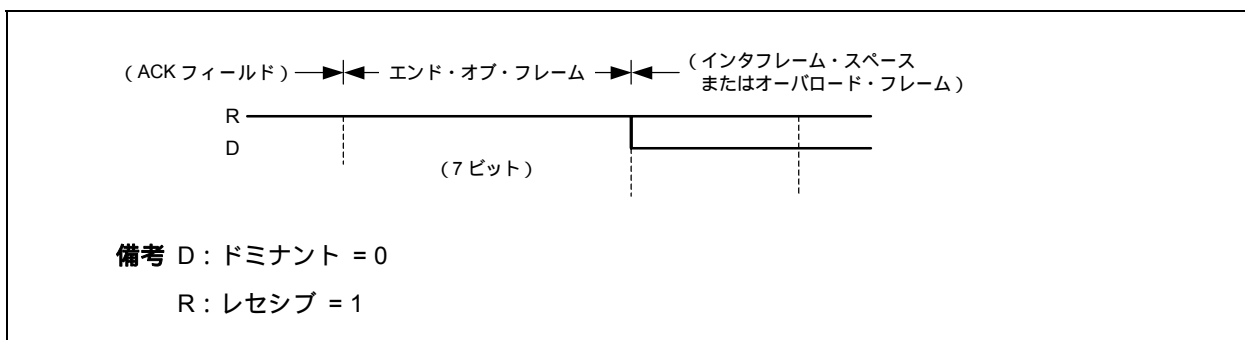 (ACK フィールド) エンド・オブ・フレーム (インタフレーム・スペース
またはオーバロード・フレーム)
R
D
(7 ビット)
備考 D:ドミナント = 0
R:レセシブ = 1